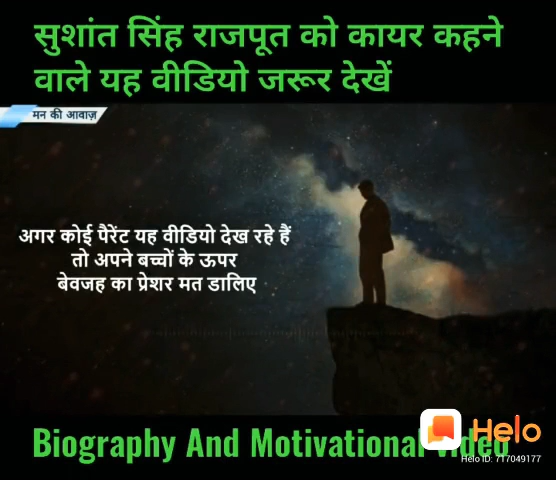 सुशांत सिंह राजपूत को कायर कहने
वाले यह वीडियो जरूर देखें
मन की आवाज़
अगर कोई पैरेंट यह वीडियो देख रहे हैं
तो अपने बच्चों के ऊपर
बेवजह का प्रेशर मत डालिए
Biography And Motivational Video
Helo
Helo ID: 717049177